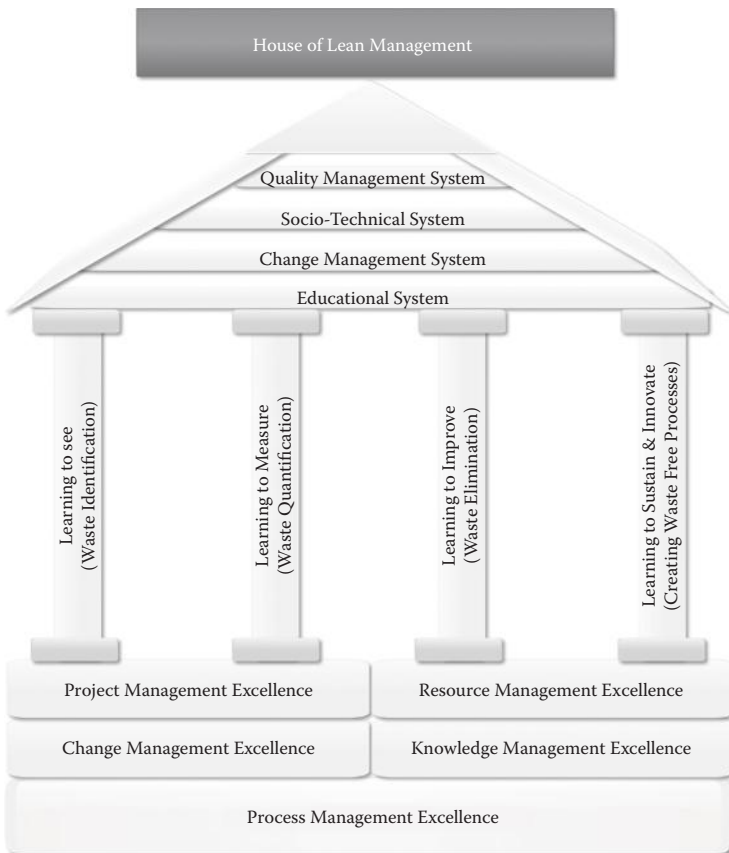 House of Lean Management
Quality Management System
Socio-Technical System
Change Management System
Educational System
Learning to see
(Waste Identification)
Learning to Measure
(Waste Quantification)
Learning to Improve
(Waste Elimination)
Learning to Sustain & Innovate
(Creating Waste Free Processes)
Project Management Excellence
Resource Management Excellence
Change Management Excellence
Knowledge Management Excellence
Process Management Excellence